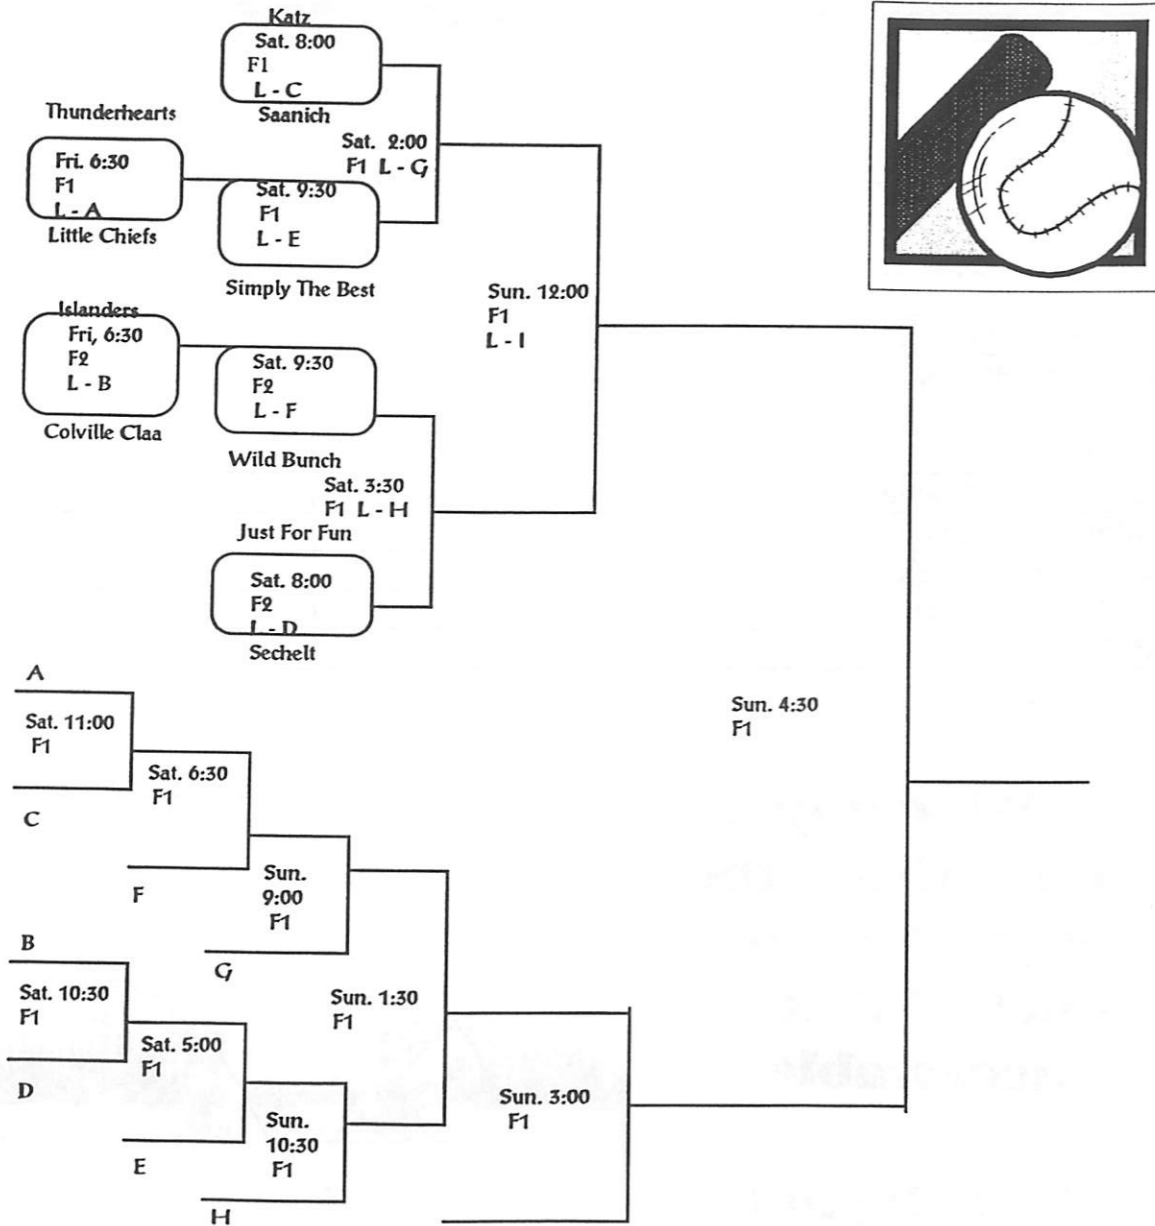 Katz
Sat. 8:00
F1
L - C
Saanich
Thunderhearts
Fri. 6:30
F1
L - A
Little Chiefs
Sat. 2:00
F1 L - G
Sat. 9:30
F1
L - E
Simply The Best
Islanders
Fri, 6:30
F2
L - B
Colville Claa
Sat. 9:30
F2
L - F
Wild Bunch
Sun. 12:00
F1
L - I
Sat. 3:30
F1 L - H
Just For Fun
Sat. 8:00
F2
L - D
Sechelt
A
Sat. 11:00
F1
C
Sat. 6:30
F1
F
Sun.
9:00
F1
G
B
Sat. 10:30
F1
D
Sat. 5:00
F1
E
Sun.
10:30
F1
H
Sun. 1:30
F1
Sun. 3:00
F1
Sun. 4:30
F1